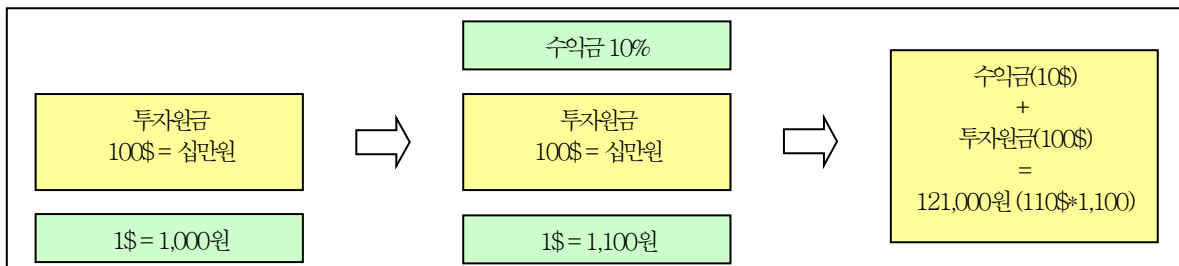 투자원금
100$ = 십만원
1$ = 1,000원
수익금 10%
투자원금
100$ = 십만원
1$ = 1,100원
수익금(10$)
+
투자원금(100$)
=
121,000원 (110$*1,100)